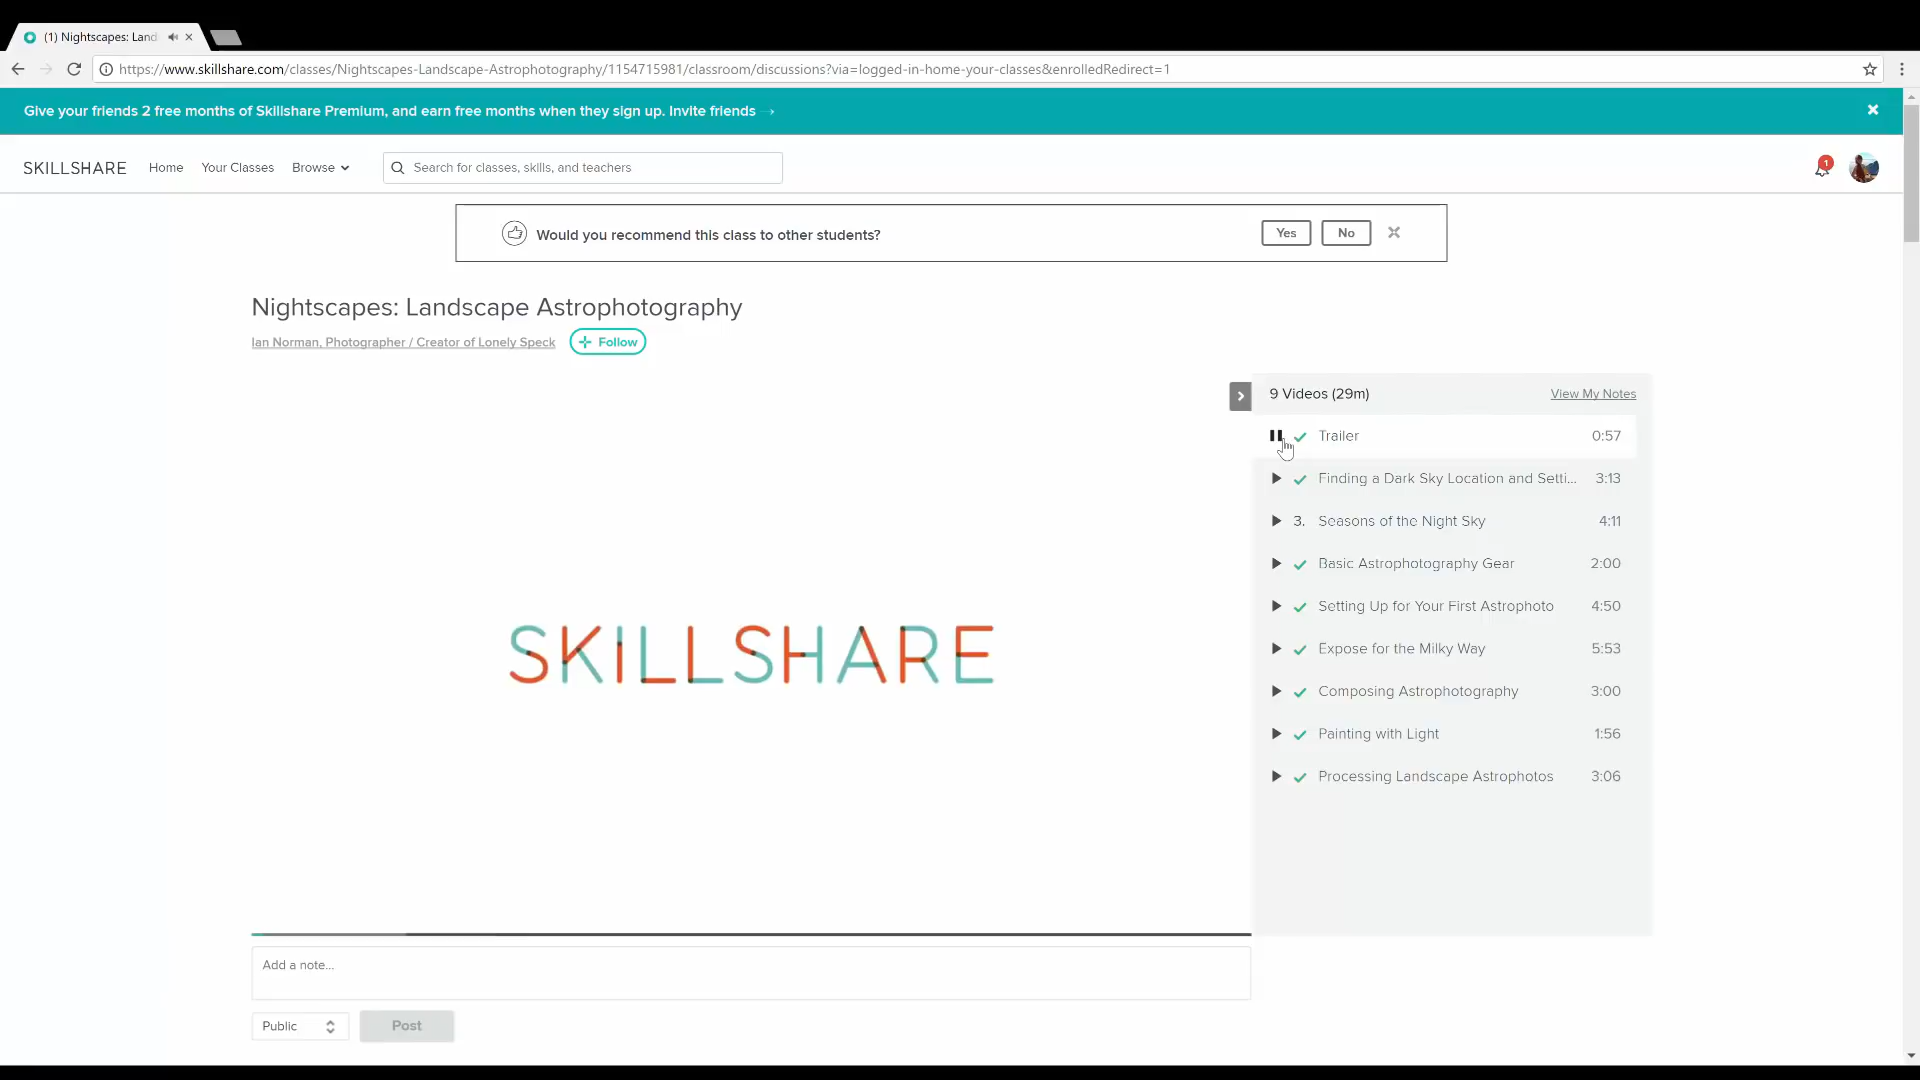 (1) Nightscapes: Land
https://www.skillshare.com/classes/Nightscapes-Landscape-Astrophotography/1154715981/classroom/discussions?via=logged-in-home-your-classes&enrolledRedirect=1
Give your friends 2 free months of Skillshare Premium, and earn free months when they sign up. Invite friends →
SKILLSHARE Home Your Classes Browse Search for classes, skills, and teachers 1
Would you recommend this class to other students? Yes No
Nightscapes: Landscape Astrophotography
Ian Norman, Photographer / Creator of Lonely Speck Follow
9 Videos (29m) View My Notes
Trailer 0:57
Finding a Dark Sky Location and Setti... 3:13
3. Seasons of the Night Sky 4:11
Basic Astrophotography Gear 2:00
Setting Up for Your First Astrophoto 4:50
Expose for the Milky Way 5:53
Composing Astrophotography 3:00
Painting with Light 1:56
Processing Landscape Astrophotos 3:06
SKILLSHARE
Add a note...
Public Post